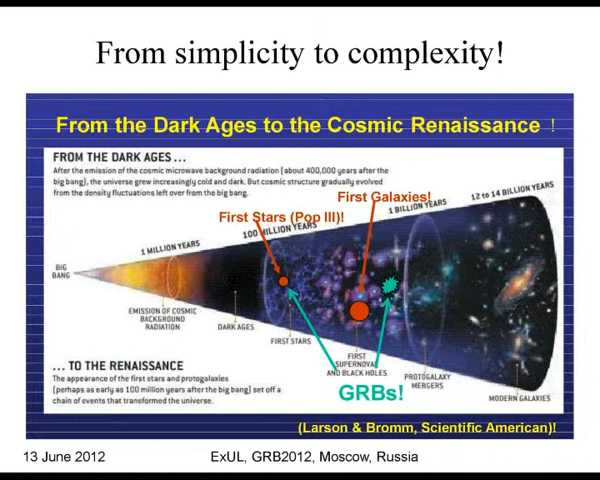 From simplicity to complexity!
From the Dark Ages to the Cosmic Renaissance !
FROM THE DARK AGES ...
After the emission of the cosmic microwave background radiation (about 400,000 years after the
big bang), the universe grew increasingly cold and dark. But cosmic structure gradually evolved
from the density fluctuations left over from the big bang.
First Galaxies!
12 to 14 BILLION YEARS
1 BILLION YEARS
First Stars (Pop III)!
100 MILLION YEARS
1 MILLION YEARS
BIG
BANG
EMISSION OF COSMIC
BACKGROUND
RADIATION
DARK AGES
FIRST STARS
FIRST
SUPERNOVAE
AND BLACK HOLES
PROTOGALAXY
MERGERS
MODERN GALAXIES
GRBs!
... TO THE RENAISSANCE
The appearance of the first stars and protogalaxies
(perhaps as early as 100 million years after the big bang) set off a
chain of events that transformed the universe.
(Larson & Bromm, Scientific American)!
13 June 2012
ExUL, GRB2012, Moscow, Russia